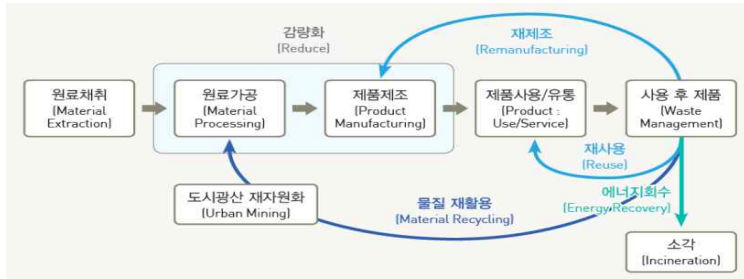 감량화
(Reduce)
재제조
(Remanufacturing)
원료채취
(Material
Extraction)
원료가공
(Material
Processing)
제품제조
(Product
Manufacturing)
제품사용/유통
(Product :
Use/Service)
사용 후 제품
(Waste
Management)
재사용
(Reuse)
도시광산 재자원화
(Urban Mining)
물질 재활용
(Material Recycling)
에너지회수
(Energy Recovery)
소각
(Incineration)